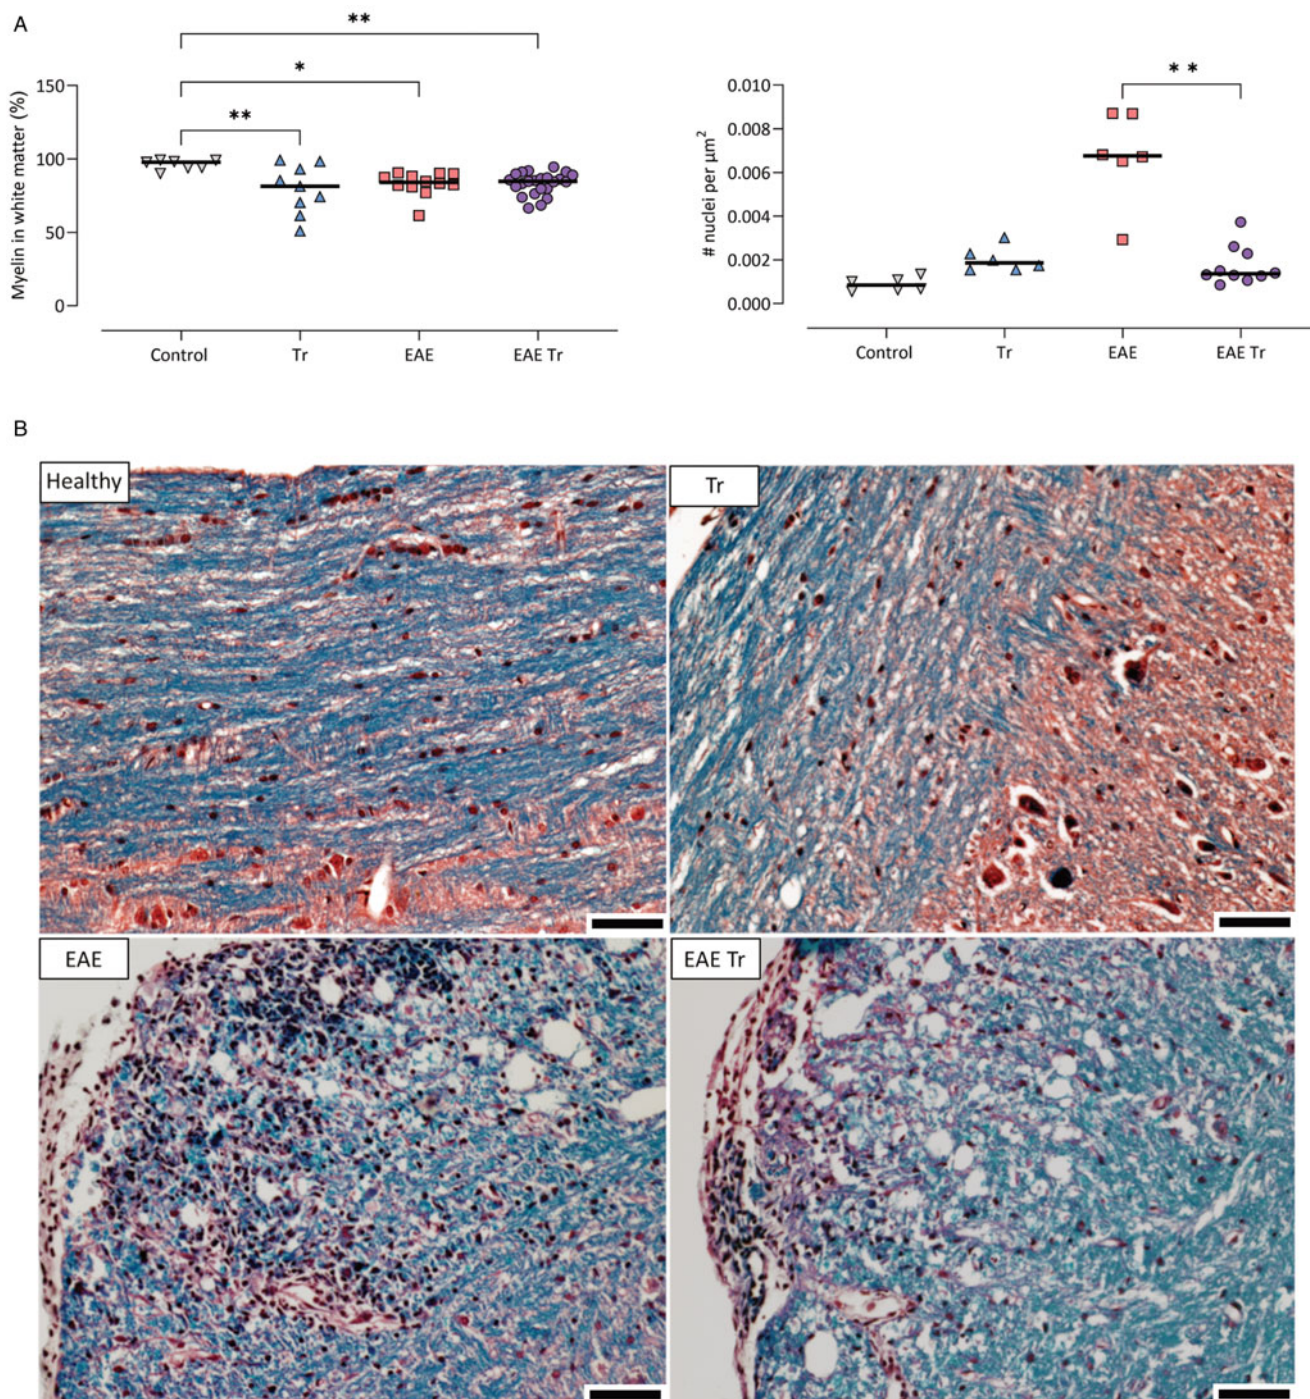 A
**
*
**
Myelin in white matter (%)
150
100
50
0
Control Tr EAE EAE Tr
**
# nuclei per μm²
0.010
0.008
0.006
0.004
0.002
0.000
Control Tr EAE EAE Tr
B
Healthy
Tr
EAE
EAE Tr